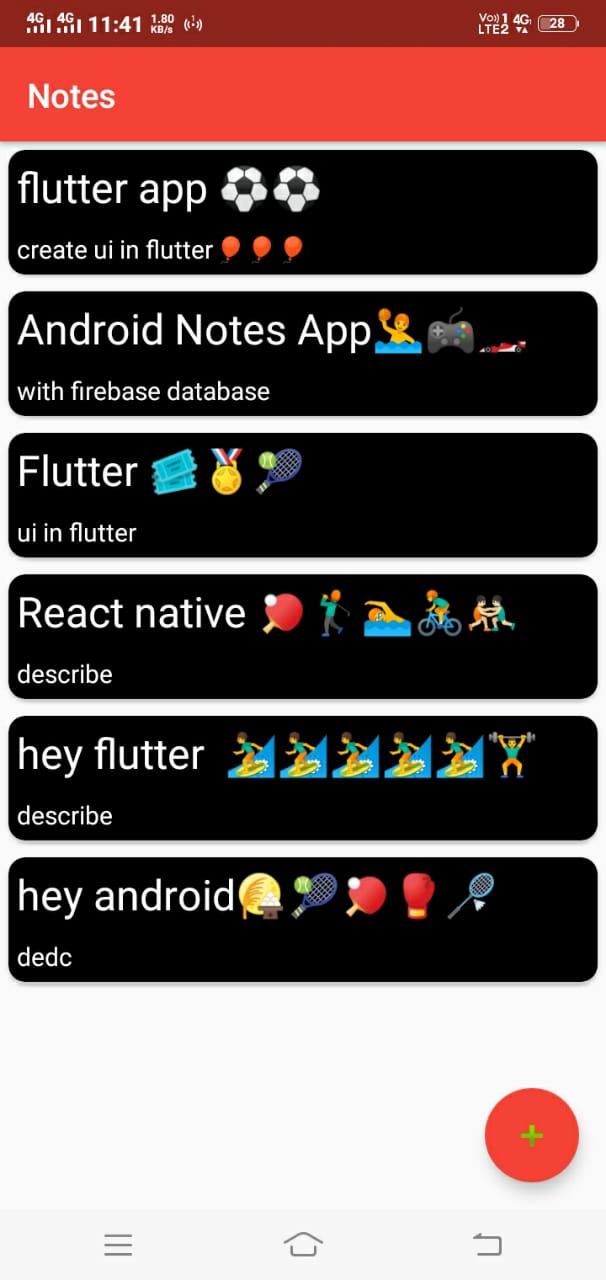 4G 4G 11:41 1.80 KB/s Vo)) 1 4G LTE2 28
Notes
flutter app ⚽⚽
create ui in flutter🎈🎈🎈
Android Notes App🤽‍♂️🎮🏎️
with firebase database
Flutter 🎟️🏅🎾
ui in flutter
React native 🏓🏌️‍♂️🏊‍♂️🚴‍♂️🤼
describe
hey flutter 🏄‍♂️🏄‍♂️🏄‍♂️🏄‍♂️🏄‍♂️🏋️‍♂️
describe
hey android🎑🎾🏓🥊🏸
dedc
+